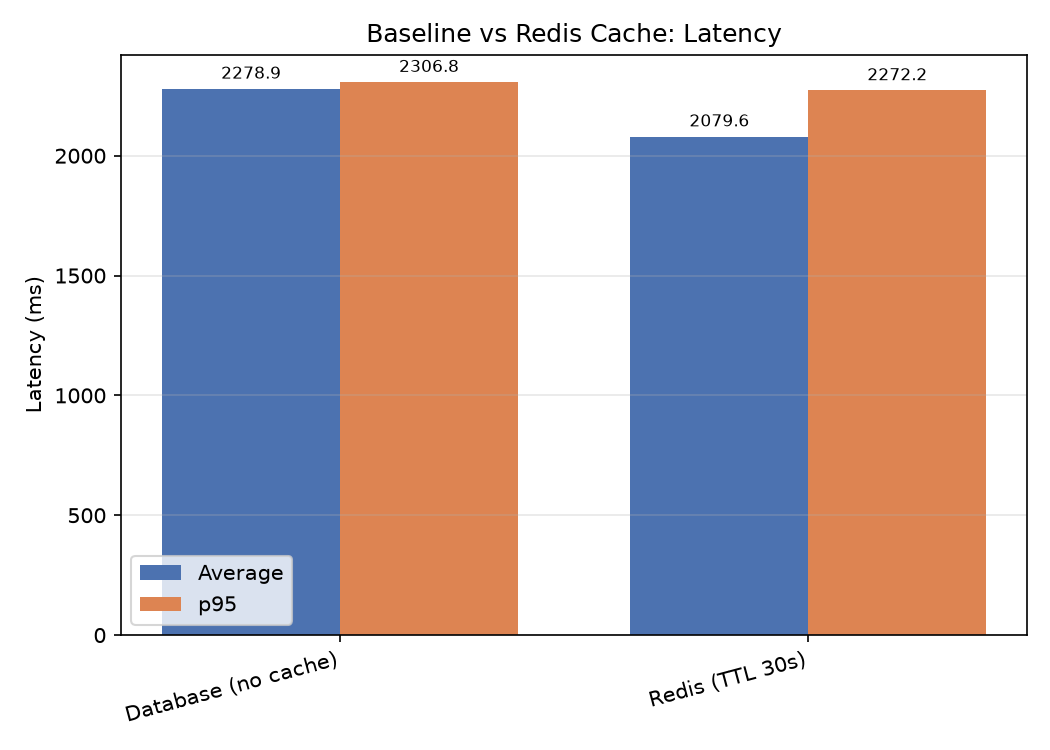 Baseline vs Redis Cache: Latency
2278.9
2306.8
2079.6
2272.2
Latency (ms)
2000
1500
1000
500
0
Average
p95
Database (no cache)
Redis (TTL 30s)